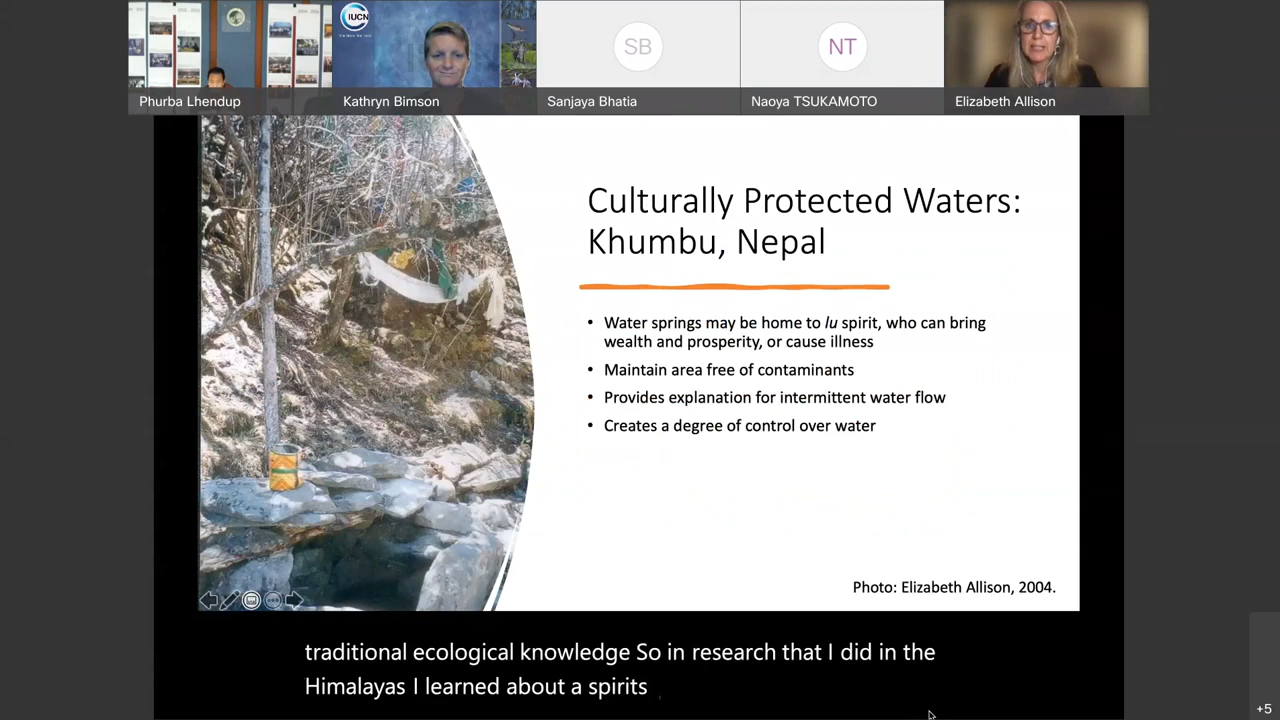 IUCN
SB
NT
Phurba Lhendup
Kathryn Bimson
Sanjaya Bhatia
Naoya TSUKAMOTO
Elizabeth Allison
Culturally Protected Waters:
Khumbu, Nepal
• Water springs may be home to lu spirit, who can bring
wealth and prosperity, or cause illness
• Maintain area free of contaminants
• Provides explanation for intermittent water flow
• Creates a degree of control over water
Photo: Elizabeth Allison, 2004.
traditional ecological knowledge So in research that I did in the
Himalayas I learned about a spirits
+5